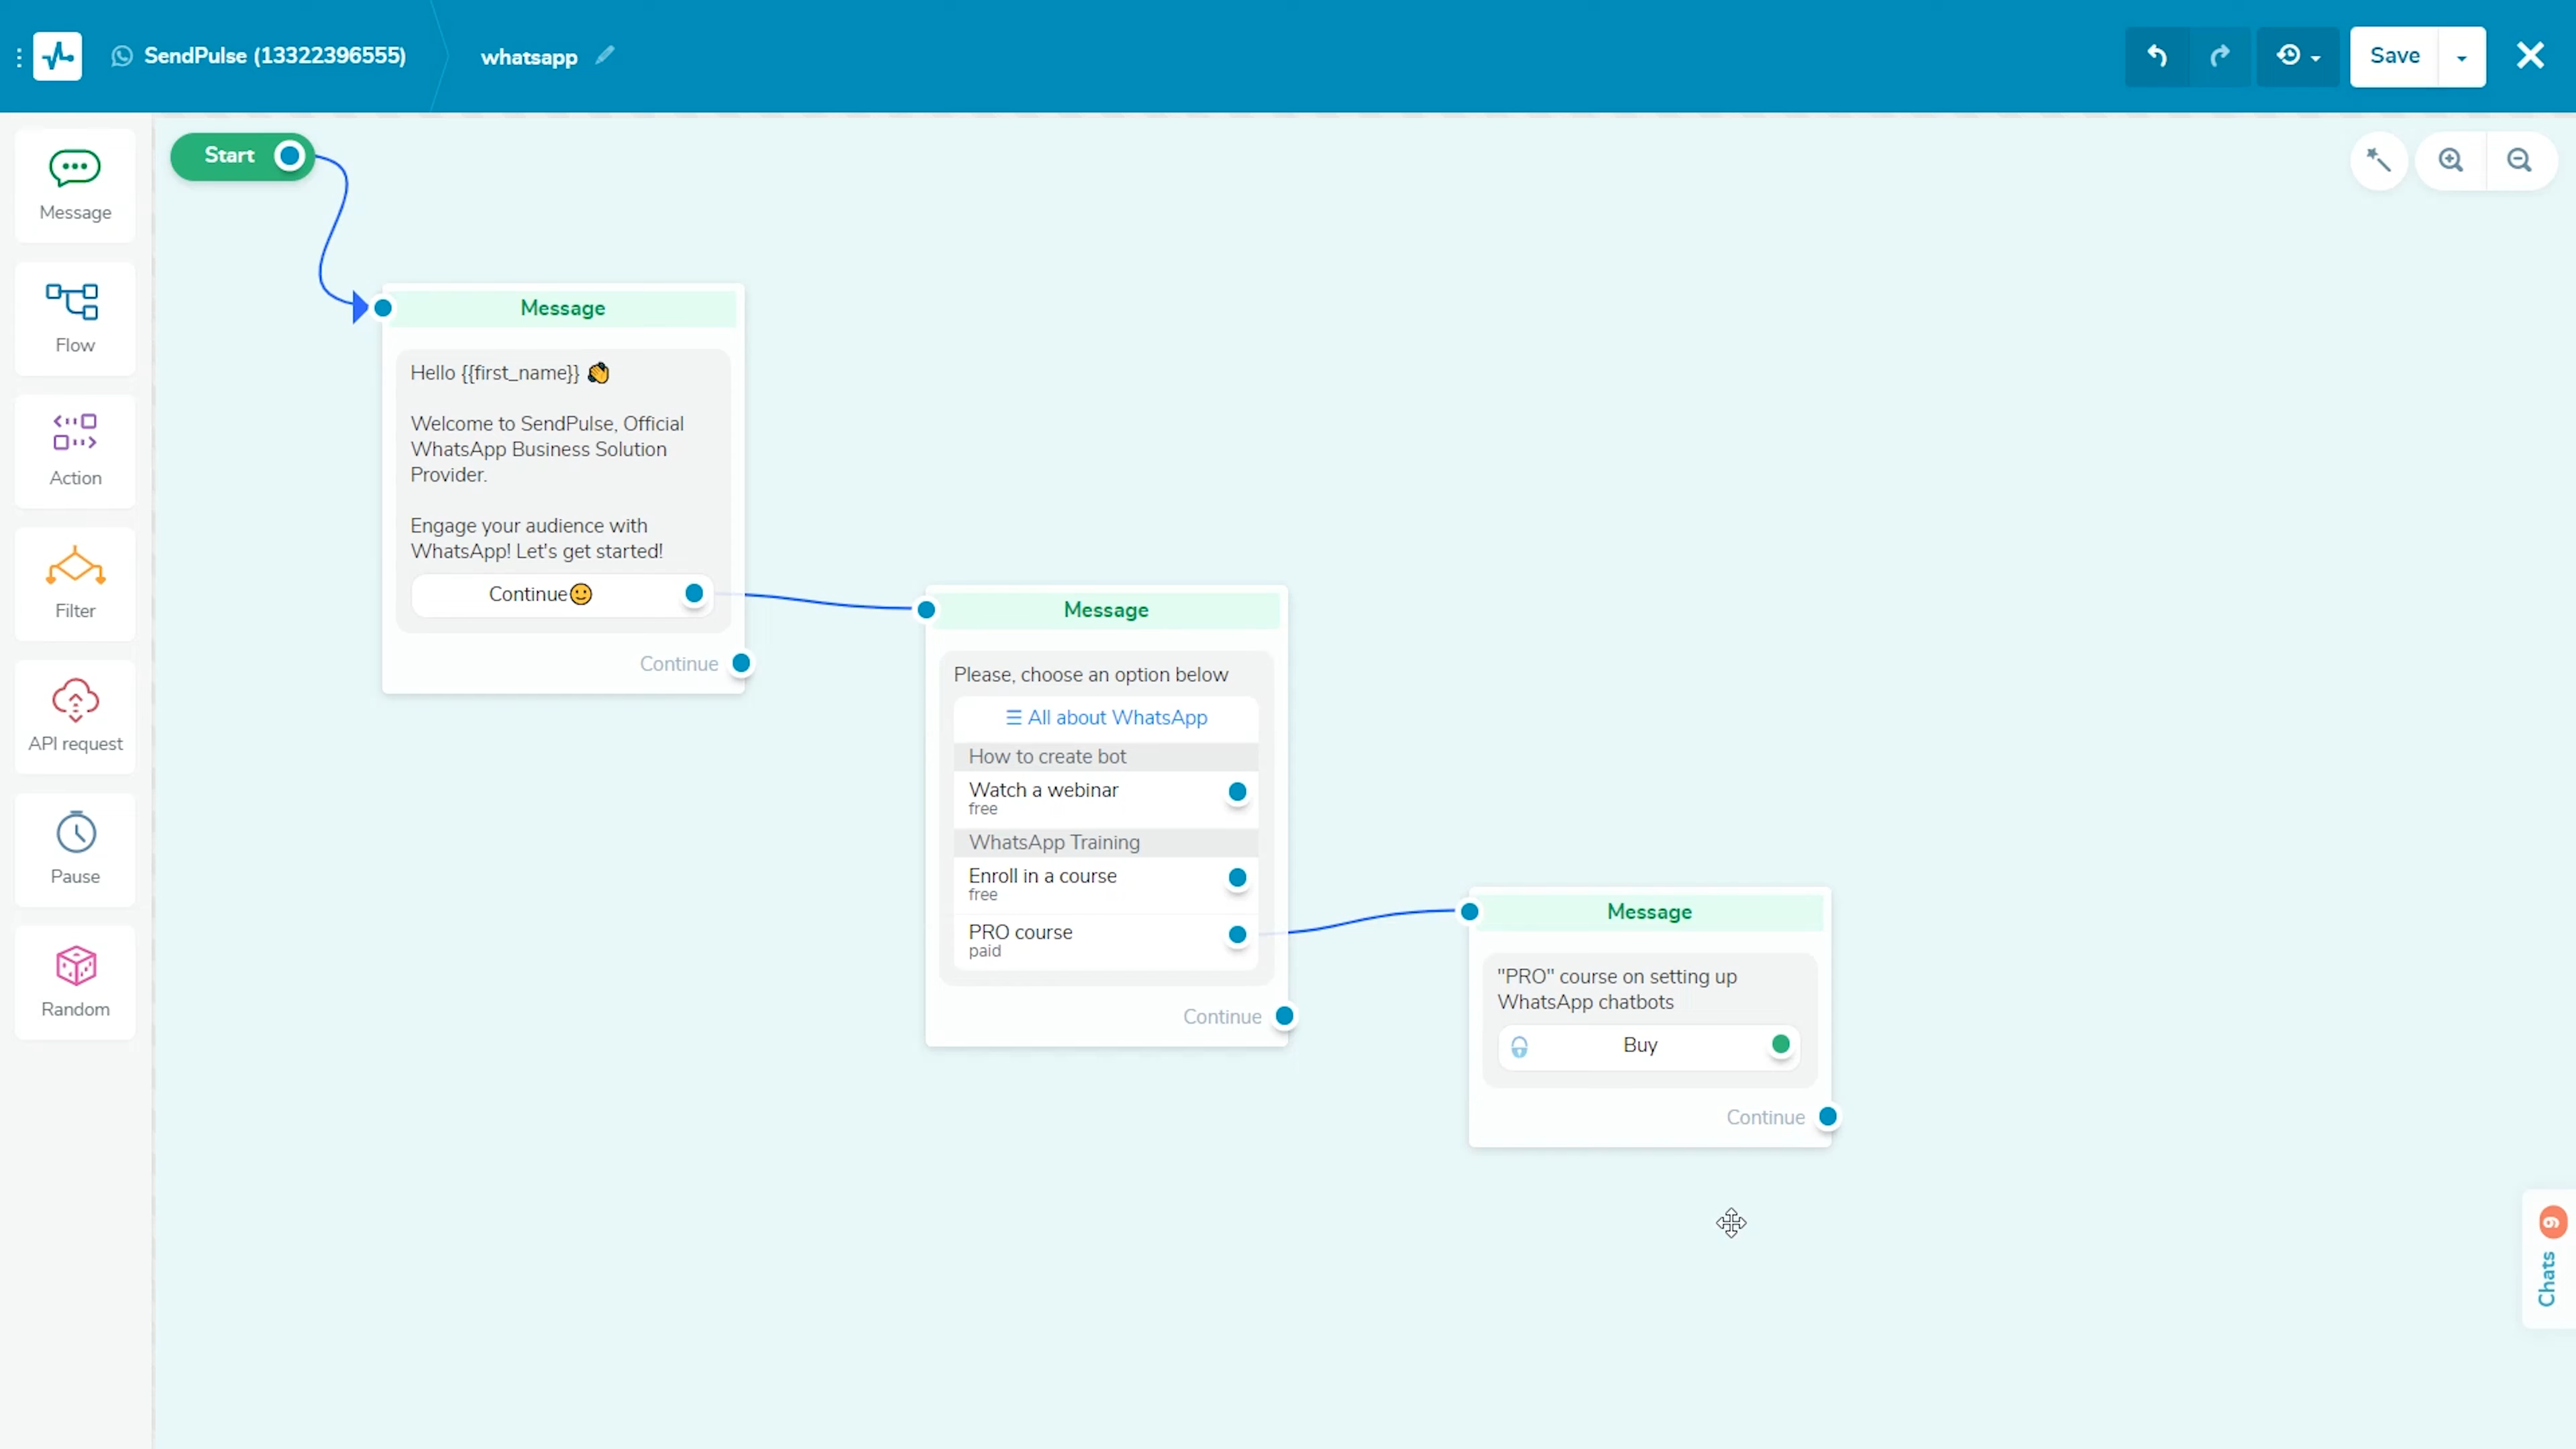 SendPulse (13322396555)
whatsapp
Save
Message
Flow
Action
Filter
API request
Pause
Random
Start
Message
Hello {{first_name}} 👋
Welcome to SendPulse, Official
WhatsApp Business Solution
Provider.
Engage your audience with
WhatsApp! Let's get started!
Continue🙂
Continue
Message
Please, choose an option below
All about WhatsApp
How to create bot
Watch a webinar
free
WhatsApp Training
Enroll in a course
free
PRO course
paid
Continue
Message
"PRO" course on setting up
WhatsApp chatbots
Buy
Continue
Chats 9